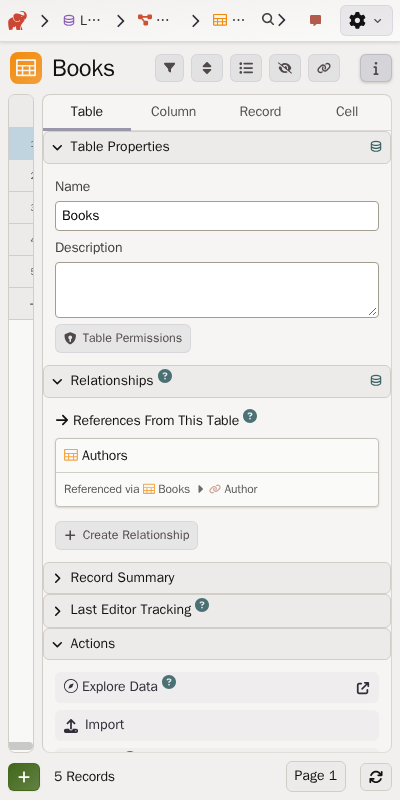 L···
···
···
Books
Table Column Record Cell
Table Properties
Name
Books
Description
Table Permissions
Relationships ?
References From This Table ?
Authors
Referenced via Books Author
Create Relationship
Record Summary
Last Editor Tracking ?
Actions
Explore Data ?
Import
5 Records
Page 1